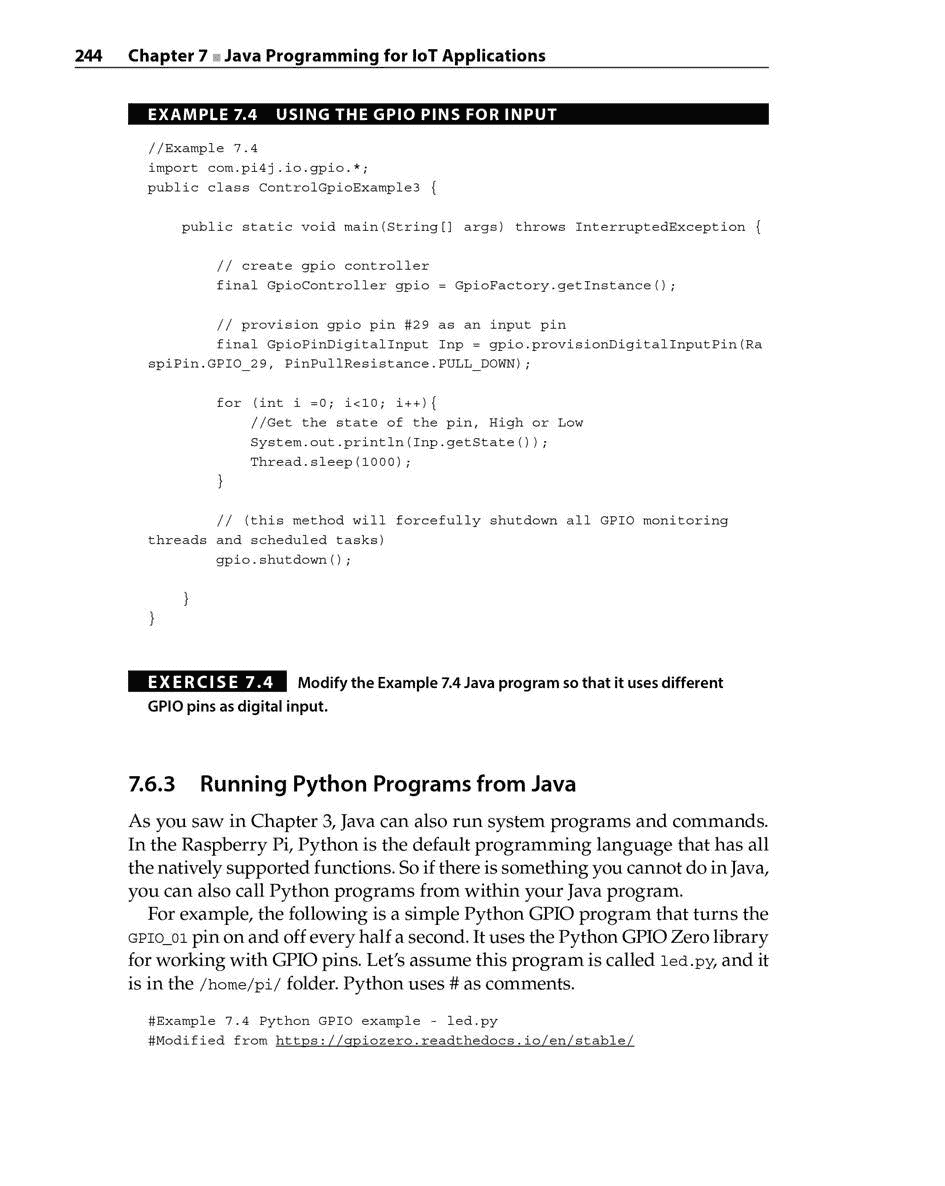 244 Chapter 7 ■ Java Programming for IoT Applications
EXAMPLE 7.4 USING THE GPIO PINS FOR INPUT
//Example 7.4
import com.pi4j.io.gpio.*;
public class ControlGpioExample3 {
public static void main(String[] args) throws InterruptedException {
// create gpio controller
final GpioController gpio = GpioFactory.getInstance();
// provision gpio pin #29 as an input pin
final GpioPinDigitalInput Inp = gpio.provisionDigitalInputPin(Ra
spiPin.GPIO_29, PinPullResistance.PULL_DOWN);
for (int i =0; i<10; i++){
//Get the state of the pin, High or Low
System.out.println(Inp.getState());
Thread.sleep(1000);
}
// (this method will forcefully shutdown all GPIO monitoring
threads and scheduled tasks)
gpio.shutdown();
}
}
EXERCISE 7.4 Modify the Example 7.4 Java program so that it uses different
GPIO pins as digital input.
7.6.3 Running Python Programs from Java
As you saw in Chapter 3, Java can also run system programs and commands.
In the Raspberry Pi, Python is the default programming language that has all
the natively supported functions. So if there is something you cannot do in Java,
you can also call Python programs from within your Java program.
For example, the following is a simple Python GPIO program that turns the
GPIO_01 pin on and off every half a second. It uses the Python GPIO Zero library
for working with GPIO pins. Let's assume this program is called led.py, and it
is in the /home/pi/ folder. Python uses # as comments.
#Example 7.4 Python GPIO example - led.py
#Modified from https://gpiozero.readthedocs.io/en/stable/